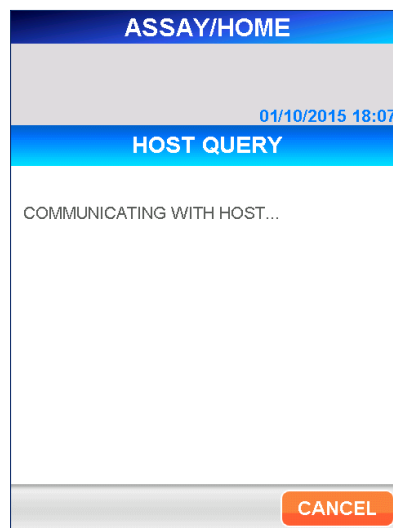 ASSAY/HOME
01/10/2015 18:07
HOST QUERY
COMMUNICATING WITH HOST...
CANCEL